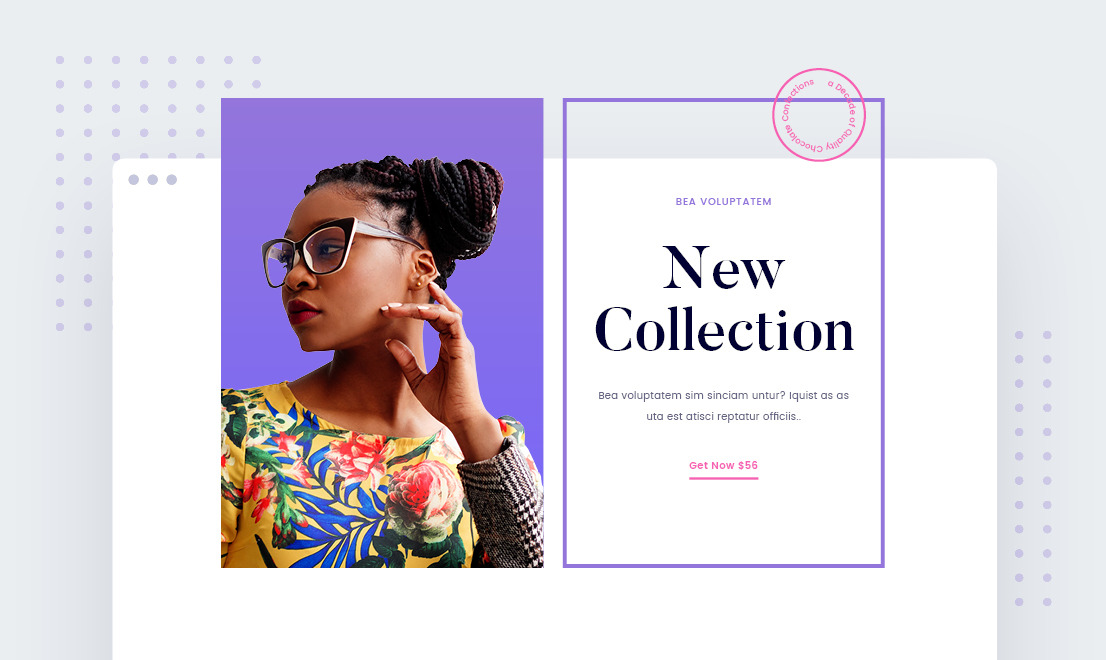 a Decade of Quality Chocolate Confections
BEA VOLUPTATEM
New
Collection
Bea voluptatem sim sinciam untur? Iquist as as
uta est atisci reptatur officiis..
Get Now $56